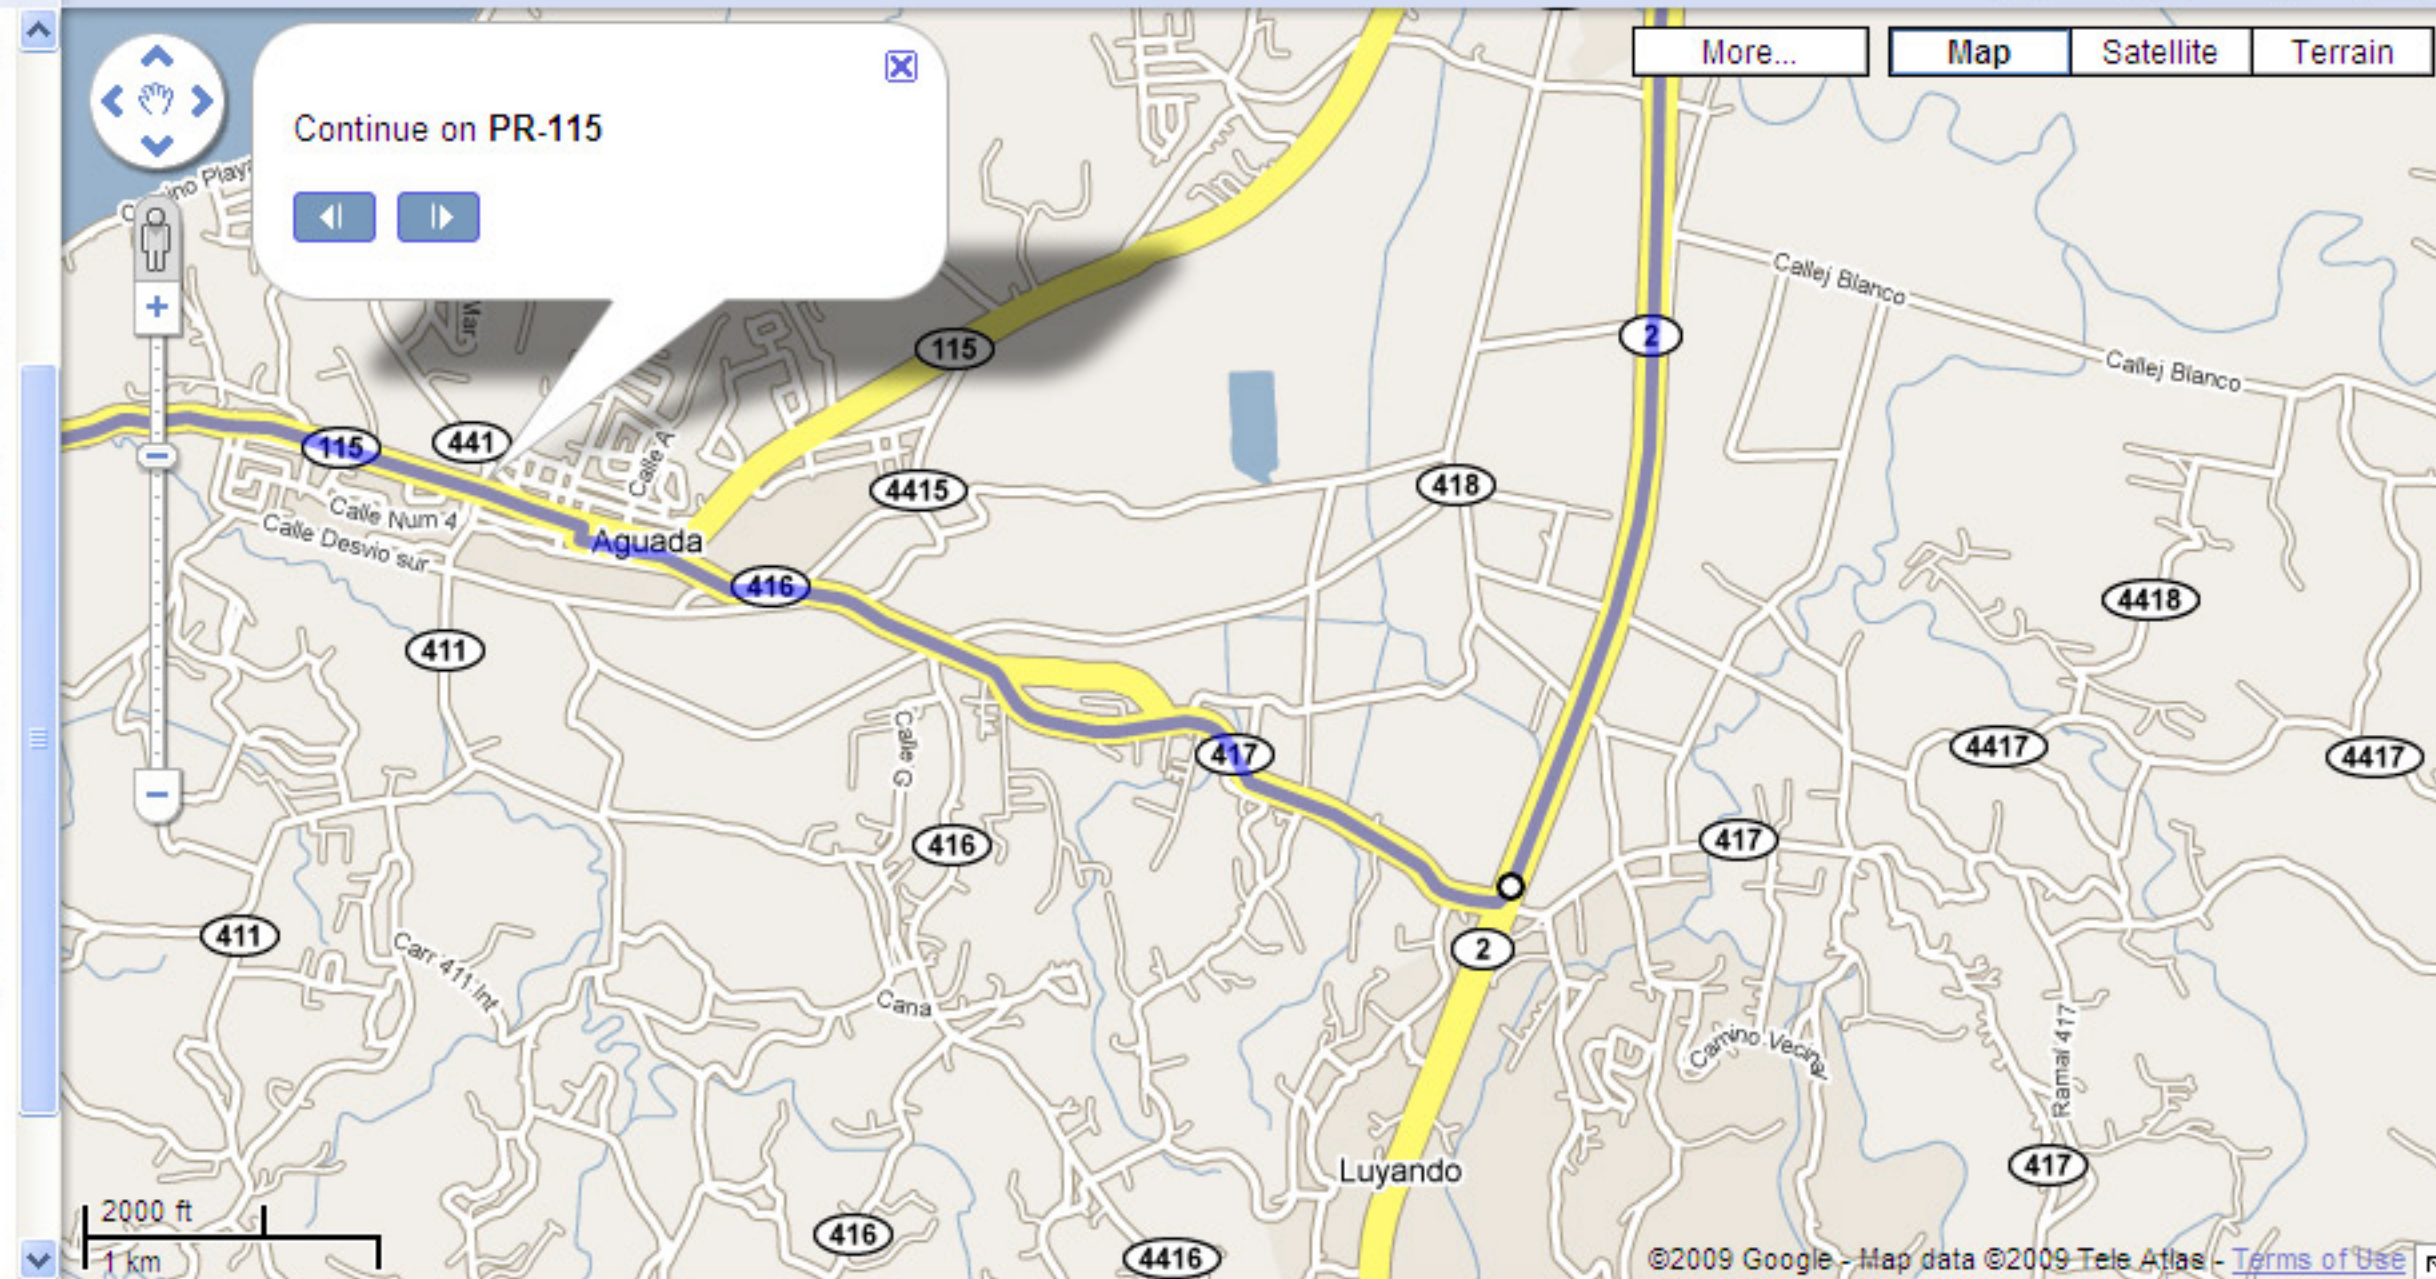 More...
Map
Satellite
Terrain
Continue on PR-115
Mar
Callej Blanco
Callej Blanco
2
115
115
441
Calle A
4415
418
Calle Num 4
Calle Desvio sur
Aguada
416
4418
411
417
4417
4417
Calle G
416
417
411
2
Carr 411 Int
Cana
Camino Vecinal
Ramal 417
Luyando
417
2000 ft
1 km
416
4416
©2009 Google - Map data ©2009 Tele Atlas - Terms of Use